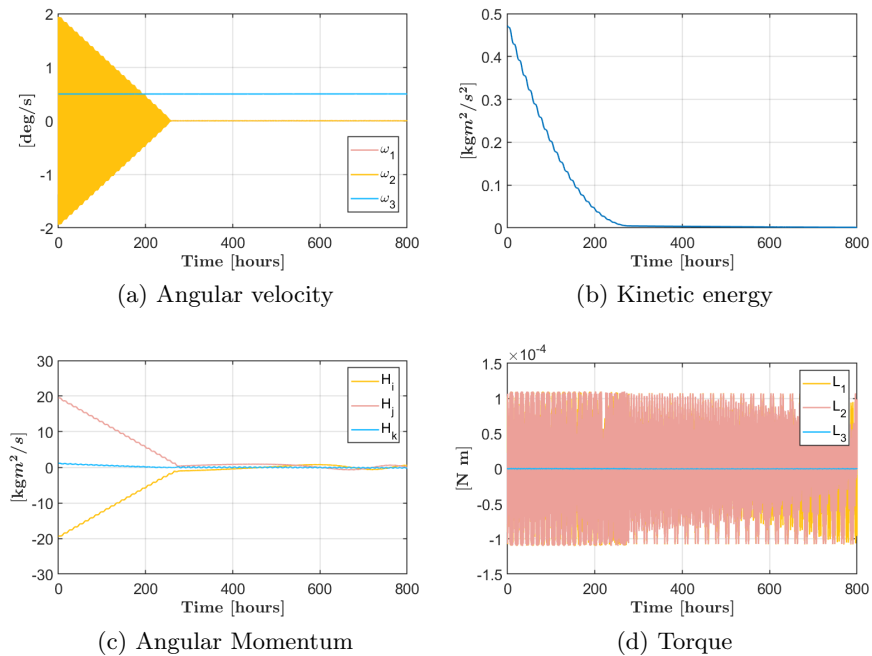 2
1
0
-1
-2
[deg/s]
ω1
ω2
ω3
0 200 400 600 800
Time [hours]
(a) Angular velocity
0.5
0.4
0.3
0.2
0.1
0
[kgm²/s²]
0 200 400 600 800
Time [hours]
(b) Kinetic energy
30
20
10
0
-10
-20
-30
[kgm²/s]
Hi
Hj
Hk
0 200 400 600 800
Time [hours]
(c) Angular Momentum
×10⁻⁴
1.5
1
0.5
0
-0.5
-1
-1.5
[N m]
L1
L2
L3
0 200 400 600 800
Time [hours]
(d) Torque